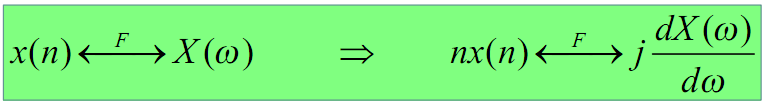 x(n) ⟷F X(ω) ⇒ nx(n) ⟷F j dX(ω)/dω